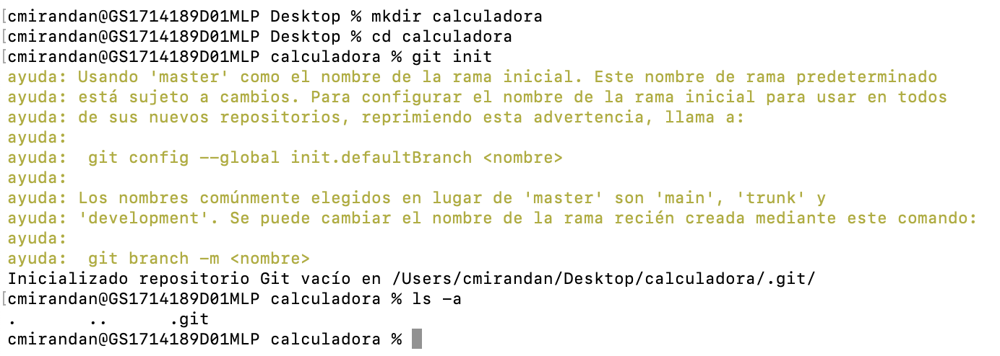 [cmirandan@GS1714189D01MLP Desktop % mkdir calculadora
[cmirandan@GS1714189D01MLP Desktop % cd calculadora
[cmirandan@GS1714189D01MLP calculadora % git init
ayuda: Usando 'master' como el nombre de la rama inicial. Este nombre de rama predeterminado
ayuda: está sujeto a cambios. Para configurar el nombre de la rama inicial para usar en todos
ayuda: de sus nuevos repositorios, reprimiendo esta advertencia, llama a:
ayuda:
ayuda:  git config --global init.defaultBranch <nombre>
ayuda:
ayuda: Los nombres comúnmente elegidos en lugar de 'master' son 'main', 'trunk' y
ayuda: 'development'. Se puede cambiar el nombre de la rama recién creada mediante este comando:
ayuda:
ayuda:  git branch -m <nombre>
Inicializado repositorio Git vacío en /Users/cmirandan/Desktop/calculadora/.git/
[cmirandan@GS1714189D01MLP calculadora % ls -a
.       ..      .git
cmirandan@GS1714189D01MLP calculadora %